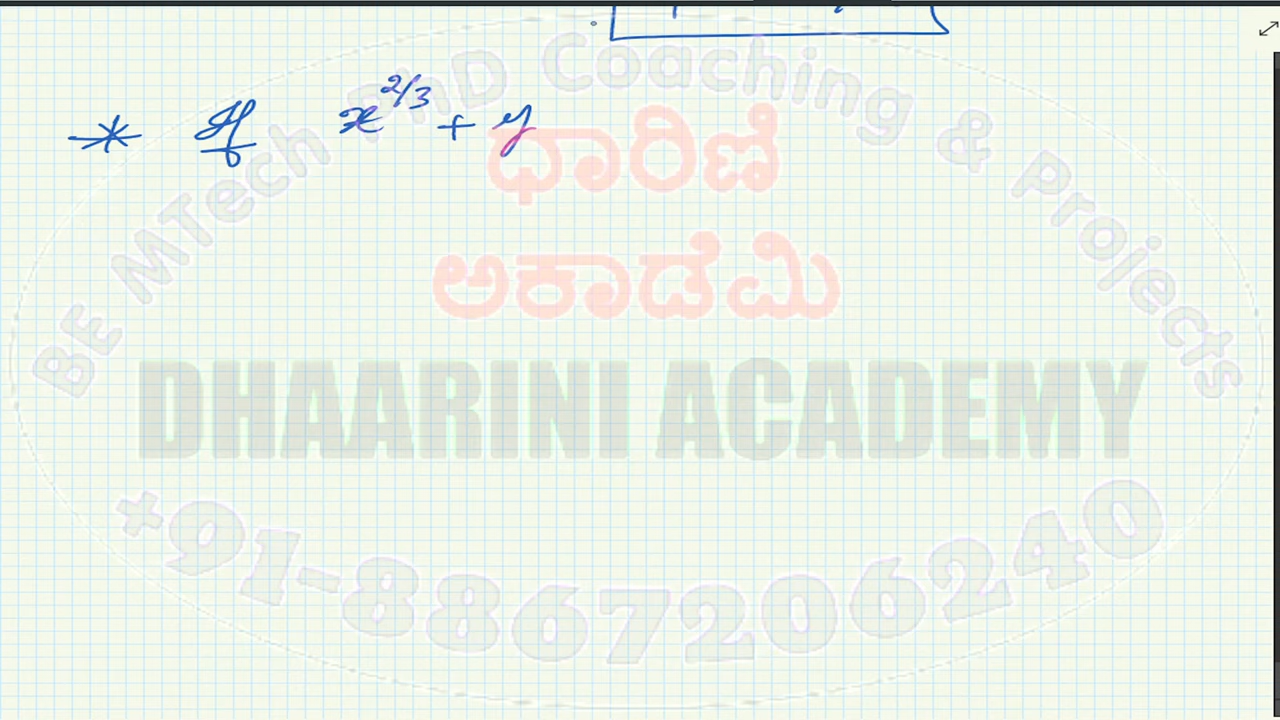 * If x^{2/3} + y
BE MTech PhD Coaching & Projects
ಧಾರಿಣಿ
ಅಕಾಡೆಮಿ
DHAARINI ACADEMY
+91-8867206240